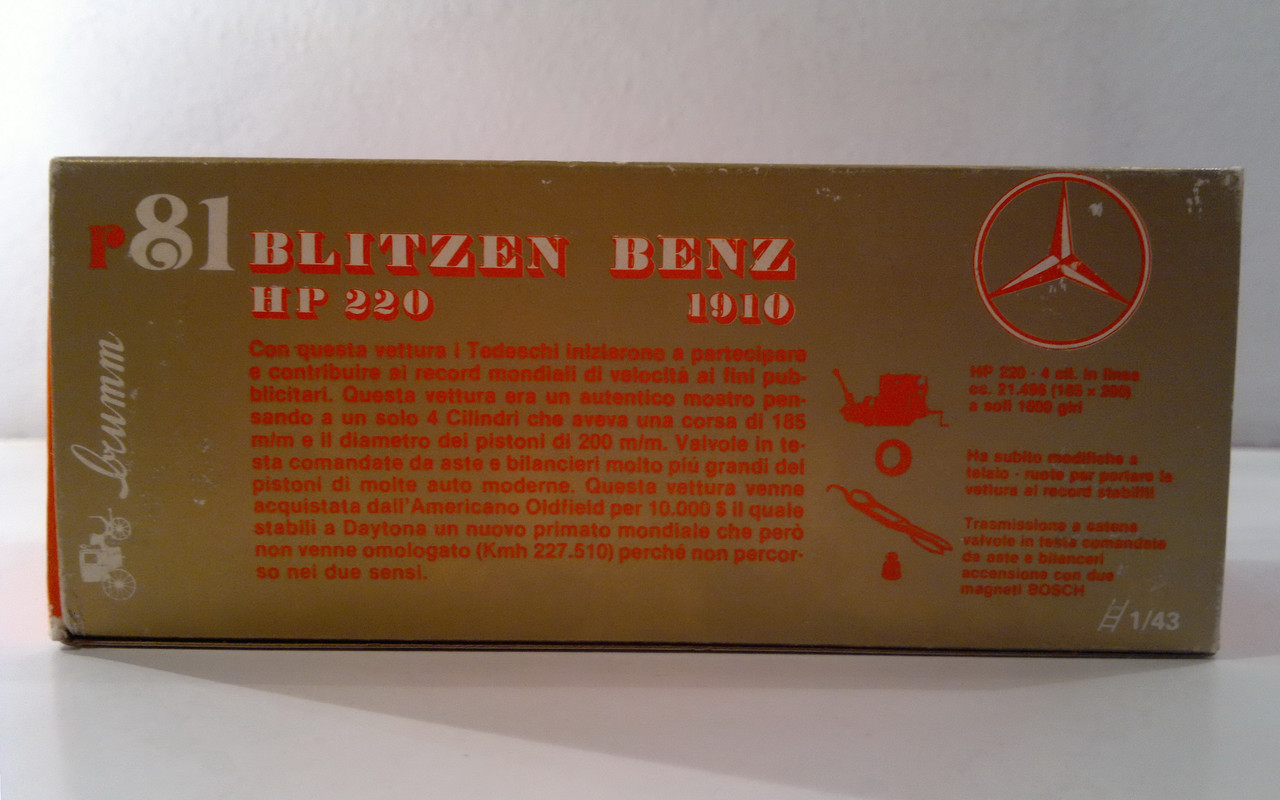 r81
BLITZEN BENZ
HP 220 1910
Con questa vettura i Tedeschi iniziarono a partecipare
e contribuire ai record mondiali di velocità ai fini pub-
blicitari. Questa vettura era un autentico mostro pen-
sando a un solo 4 Cilindri che aveva una corsa di 185
m/m e il diametro dei pistoni di 200 m/m. Valvole in te-
sta comandate da aste e bilancieri molto più grandi dei
pistoni di molte auto moderne. Questa vettura venne
acquistata dall'Americano Oldfield per 10.000 $ il quale
stabilì a Daytona un nuovo primato mondiale che però
non venne omologato (Kmh 227.510) perché non percor-
so nei due sensi.
brumm
HP 220 - 4 cil. in linea
a soli 1600 giri
Ha subito modifiche a
telaio - ruote per portare la
vettura ai record stabiliti
Trasmissione a catena
valvole in testa comandate
da aste e bilanceri
accensione con due
magneti BOSCH
1/43